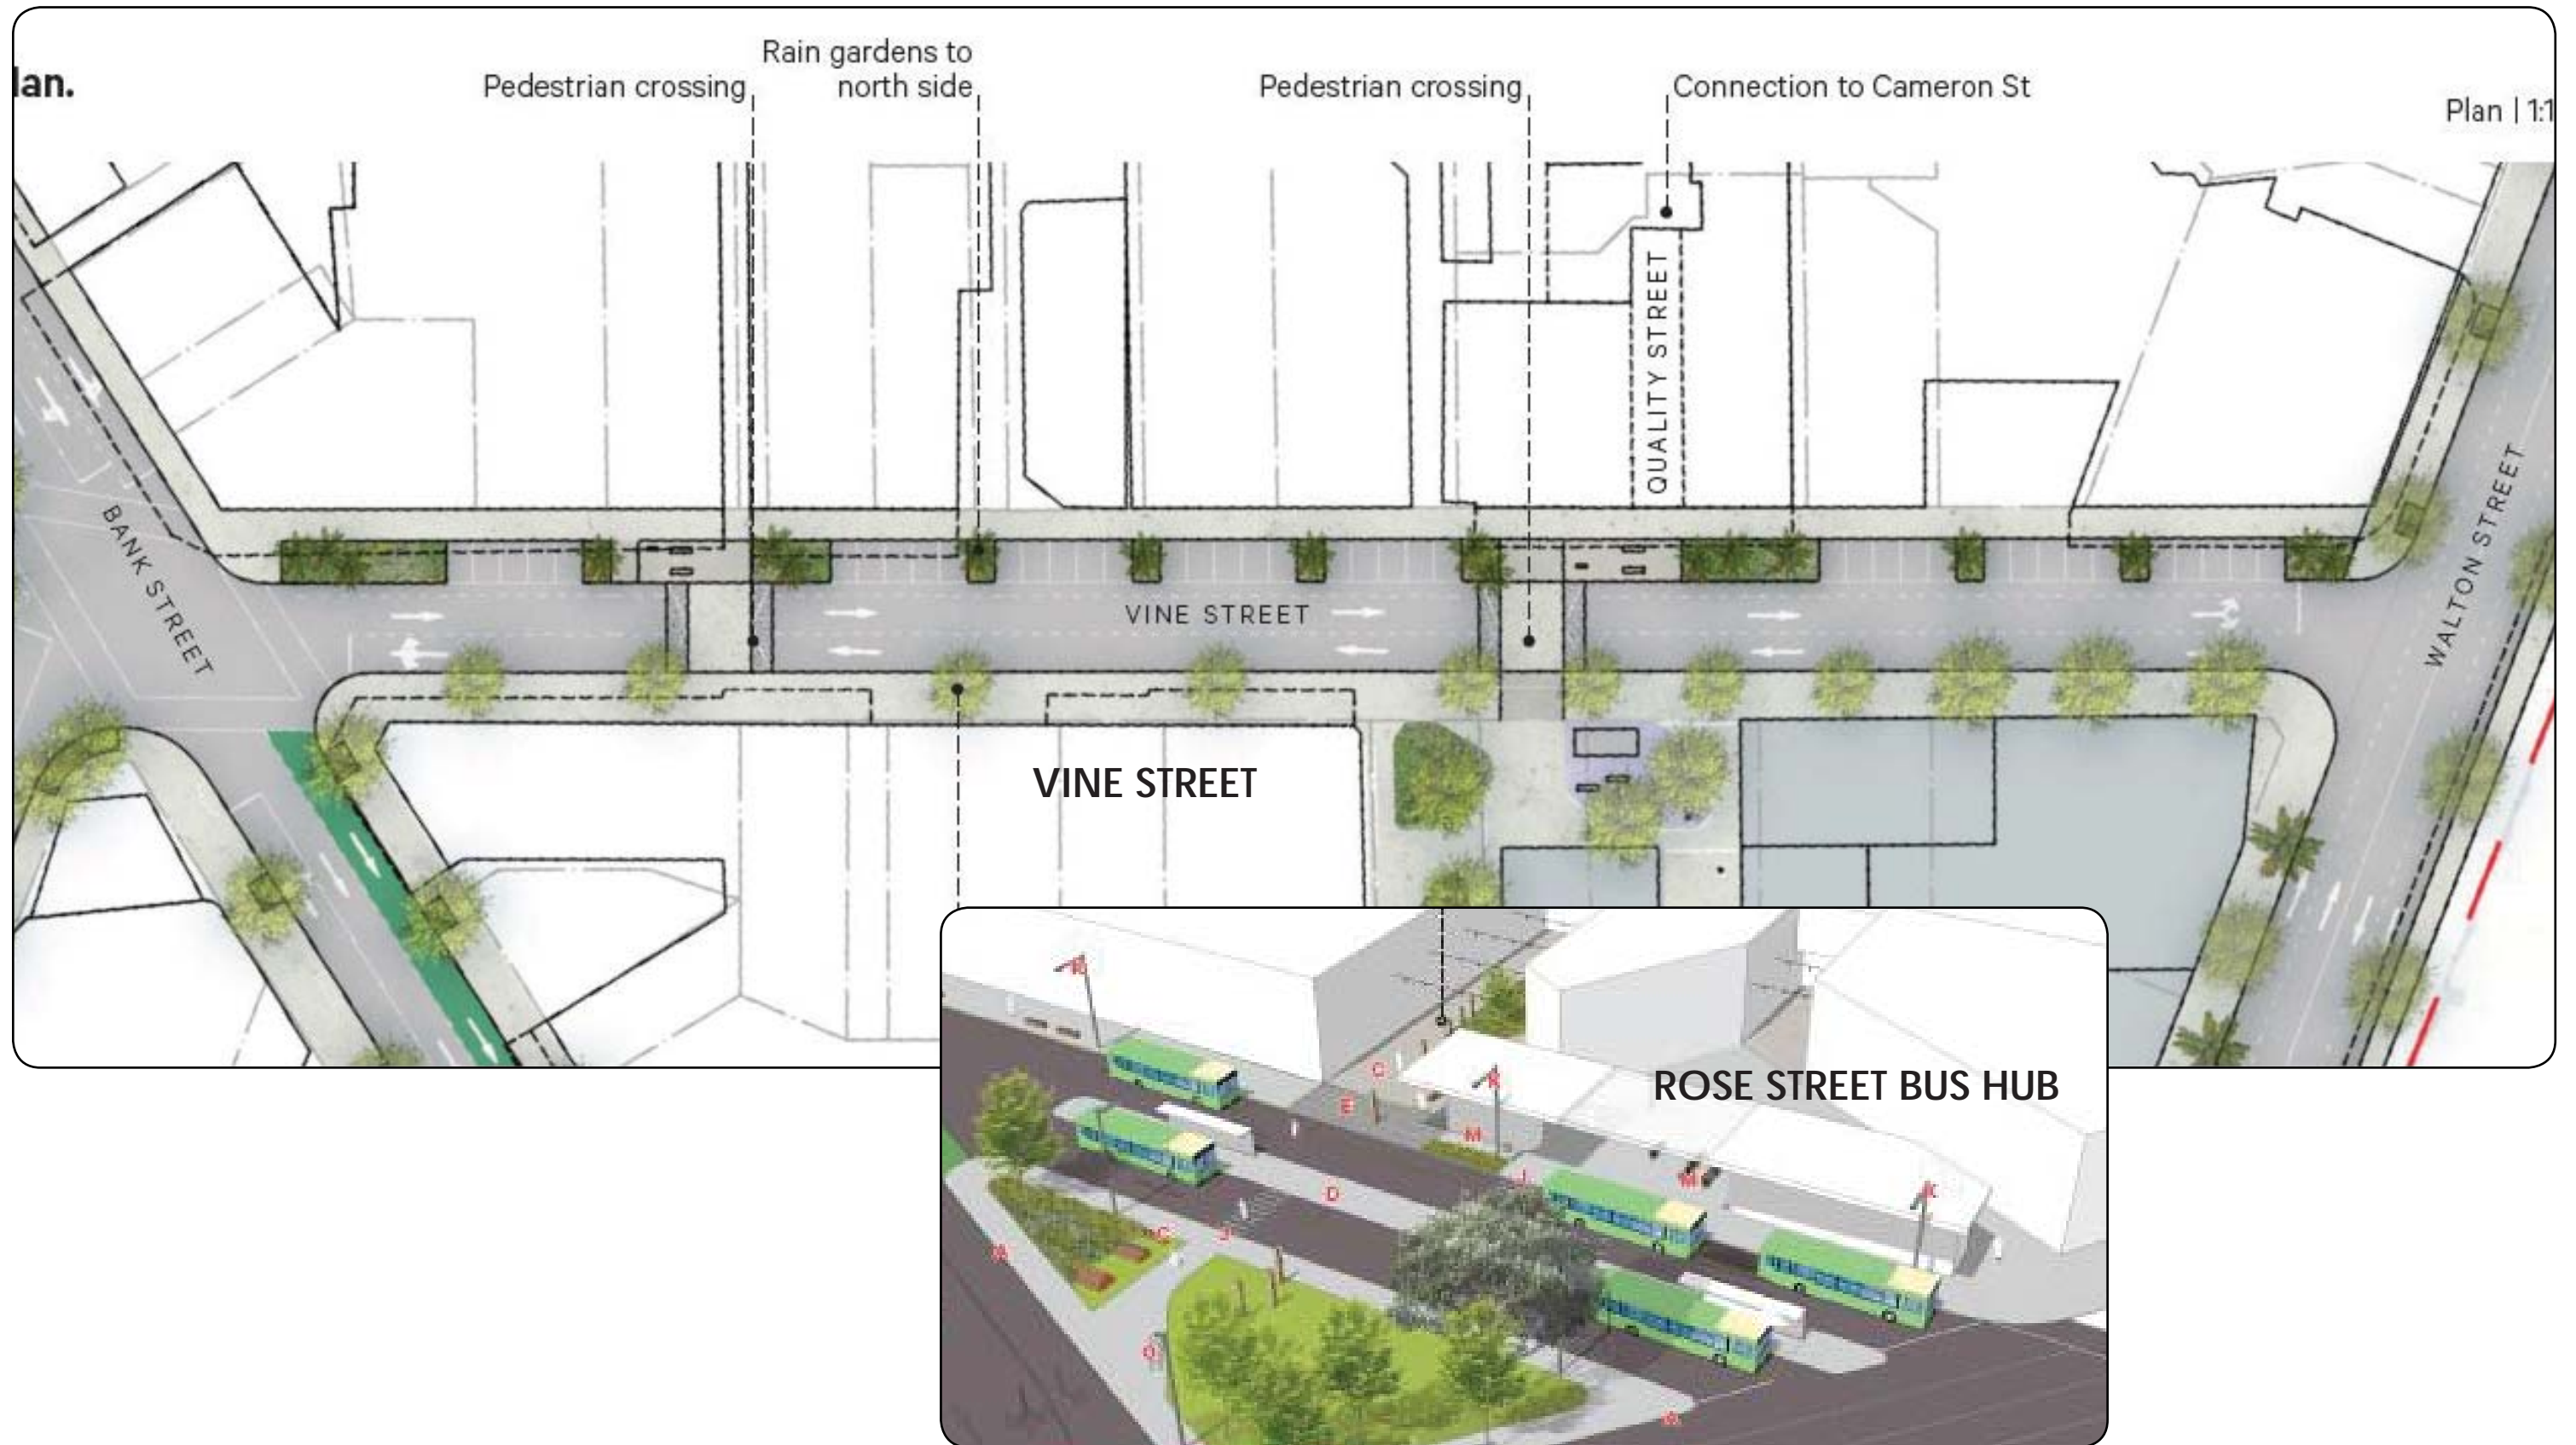 lan.
Pedestrian crossing
Rain gardens to
north side
Pedestrian crossing
Connection to Cameron St
Plan | 1:1
QUALITY STREET
BANK STREET
VINE STREET
WALTON STREET
VINE STREET
ROSE STREET BUS HUB
K
C
K
E
M
J
M
K
D
C
J
A
A